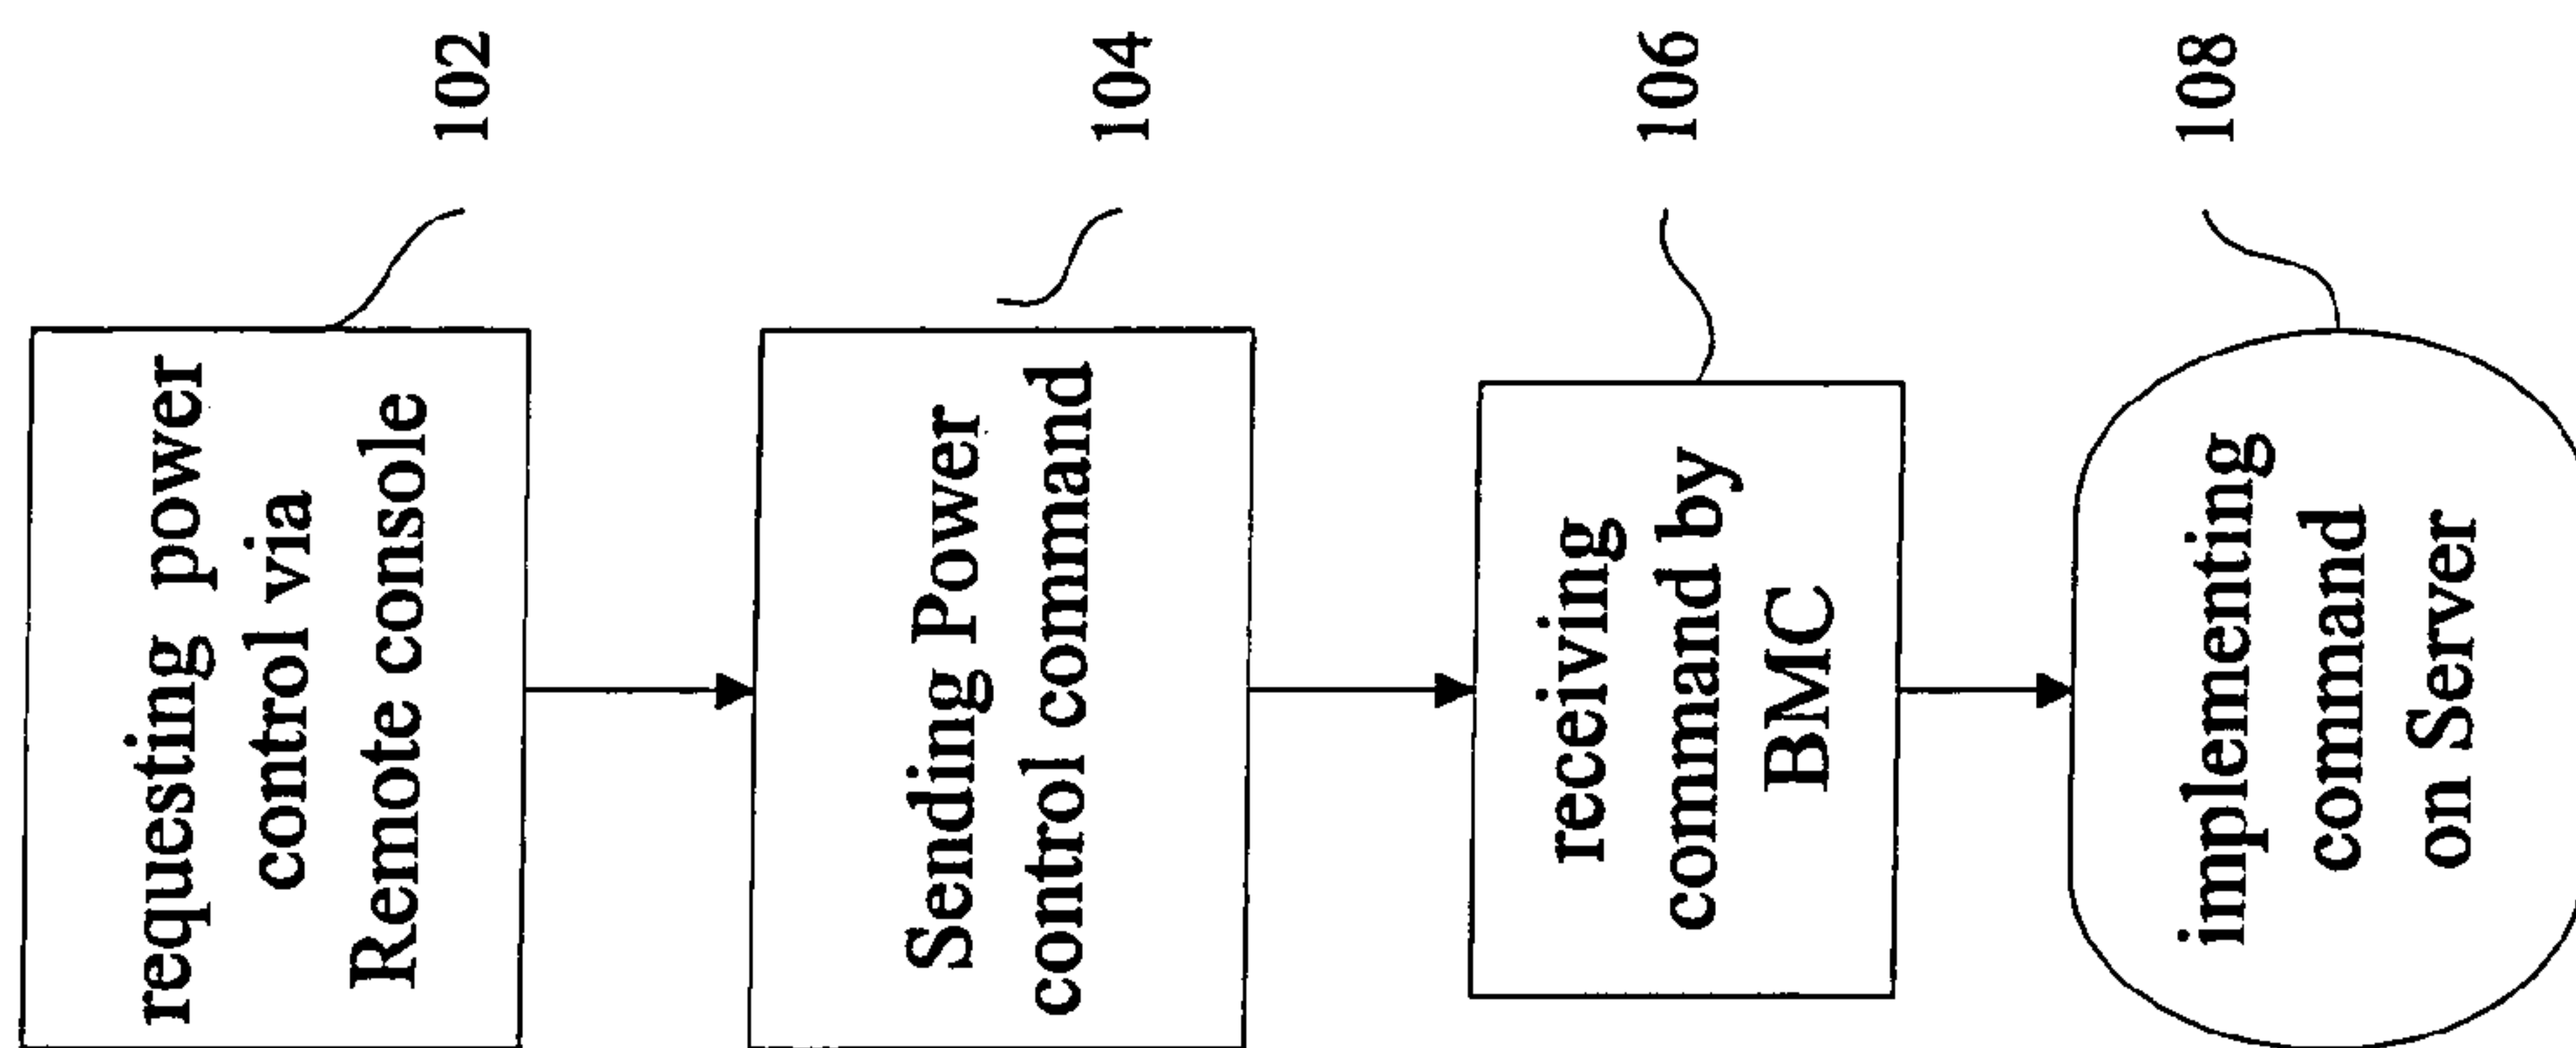 requesting power
control via
Remote console
102
Sending Power
control command
104
receiving
command by
BMC
106
implementing
command
on Server
108